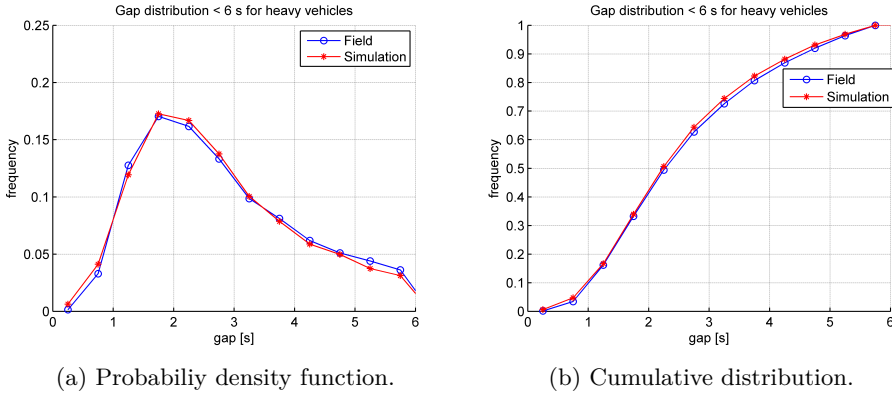 Gap distribution < 6 s for heavy vehicles
0.25
0.2
0.15
0.1
0.05
0
frequency
Field
Simulation
0 1 2 3 4 5 6
gap [s]
(a) Probabiliy density function.
Gap distribution < 6 s for heavy vehicles
1
0.9
0.8
0.7
0.6
0.5
0.4
0.3
0.2
0.1
0
frequency
Field
Simulation
0 1 2 3 4 5 6
gap [s]
(b) Cumulative distribution.